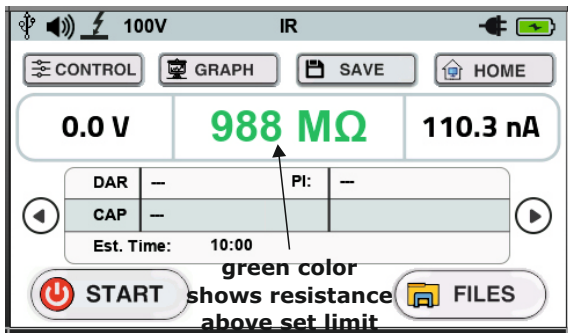 100V IR
CONTROL GRAPH SAVE HOME
0.0 V 988 MΩ 110.3 nA
DAR --- PI: ---
CAP ---
Est. Time: 10:00
green color
START shows resistance FILES
above set limit